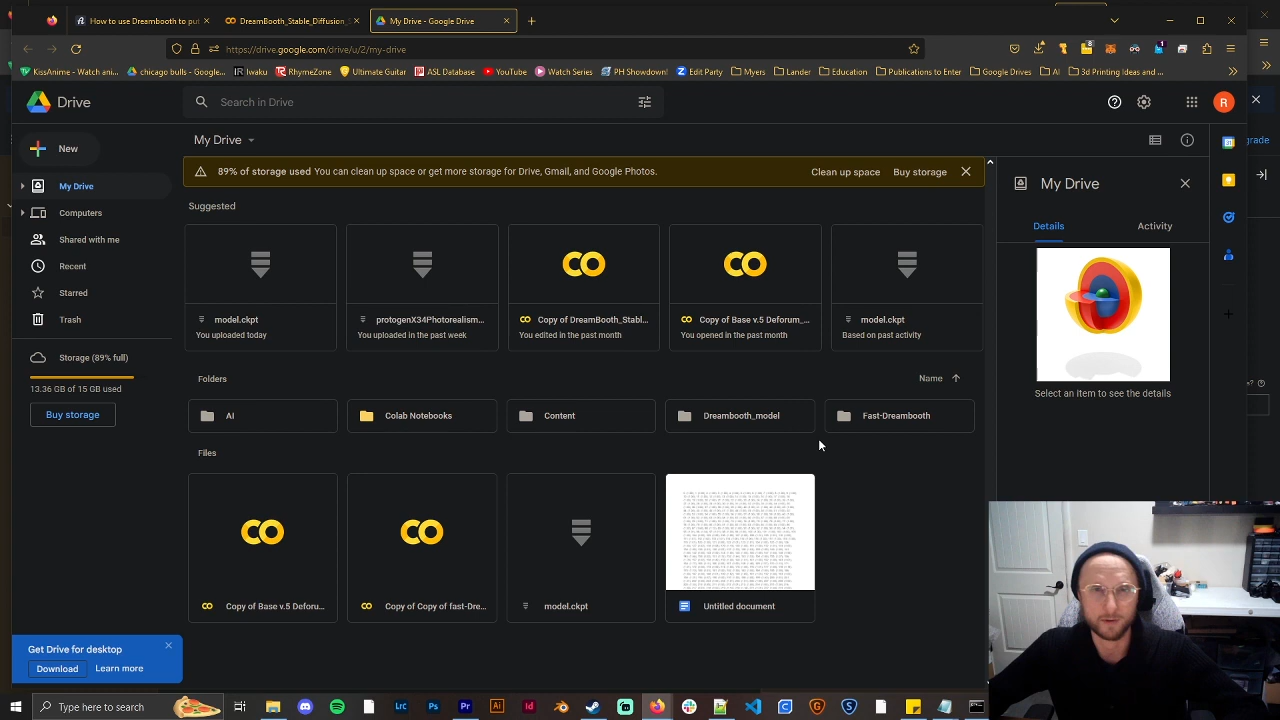 How to use Dreambooth to put
DreamBooth_Stable_Diffusion_
My Drive - Google Drive
https://drive.google.com/drive/u/2/my-drive
KissAnime - Watch ani...
chicago bulls - Google...
Iwaku
RhymeZone
Ultimate Guitar
ASL Database
YouTube
Watch Series
PH Showdown!
Edit Party
Myers
Lander
Education
Publications to Enter
Google Drives
AI
3d Printing Ideas and ...
Drive
Search in Drive
R
grade
New
My Drive
My Drive
Computers
Shared with me
Recent
Starred
Trash
Storage (89% full)
13.36 GB of 15 GB used
Buy storage
89% of storage used You can clean up space or get more storage for Drive, Gmail, and Google Photos.
Clean up space
Buy storage
Suggested
model.ckpt
You uploaded today
protogenX34Photorealism...
You uploaded in the past week
Copy of DreamBooth_Stabl...
You edited in the past month
Copy of Base v.5 Deforum_...
You opened in the past month
model.ckpt
Based on past activity
Folders
Name
AI
Colab Notebooks
Content
Dreambooth_model
Fast-Dreambooth
Files
Copy of Base v.5 Deforu...
Copy of Copy of fast-Dre...
model.ckpt
Untitled document
My Drive
Details
Activity
Select an item to see the details
Get Drive for desktop
Download
Learn more
Type here to search